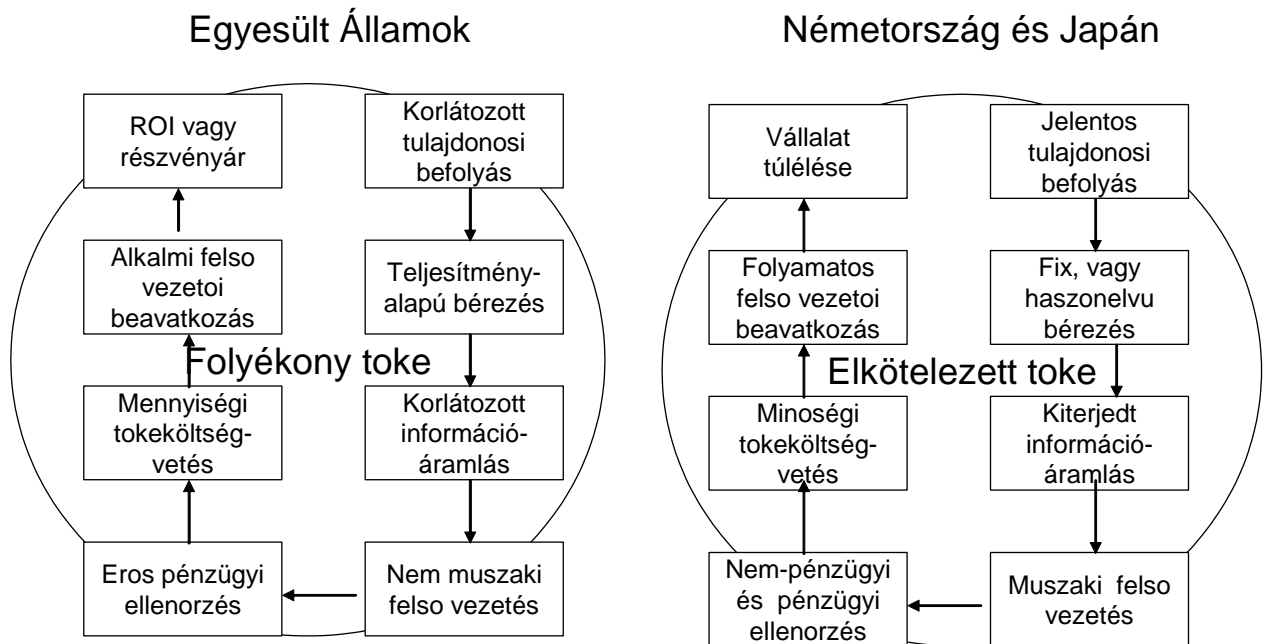 Egyesült Államok
ROI vagy
részvényár
Korlátozott
tulajdonosi
befolyás
Alkalmi felso
vezetoi
beavatkozás
Teljesítmény-
alapú bérezés
Folyékony toke
Mennyiségi
tokeköltség-
vetés
Korlátozott
információ-
áramlás
Eros pénzügyi
ellenorzés
Nem muszaki
felso vezetés
Németország és Japán
Vállalat
túlélése
Jelentos
tulajdonosi
befolyás
Folyamatos
felso vezetoi
beavatkozás
Fix, vagy
haszonelvu
bérezés
Elkötelezett toke
Minoségi
tokeköltség-
vetés
Kiterjedt
információ-
áramlás
Nem-pénzügyi
és pénzügyi
ellenorzés
Muszaki felso
vezetés